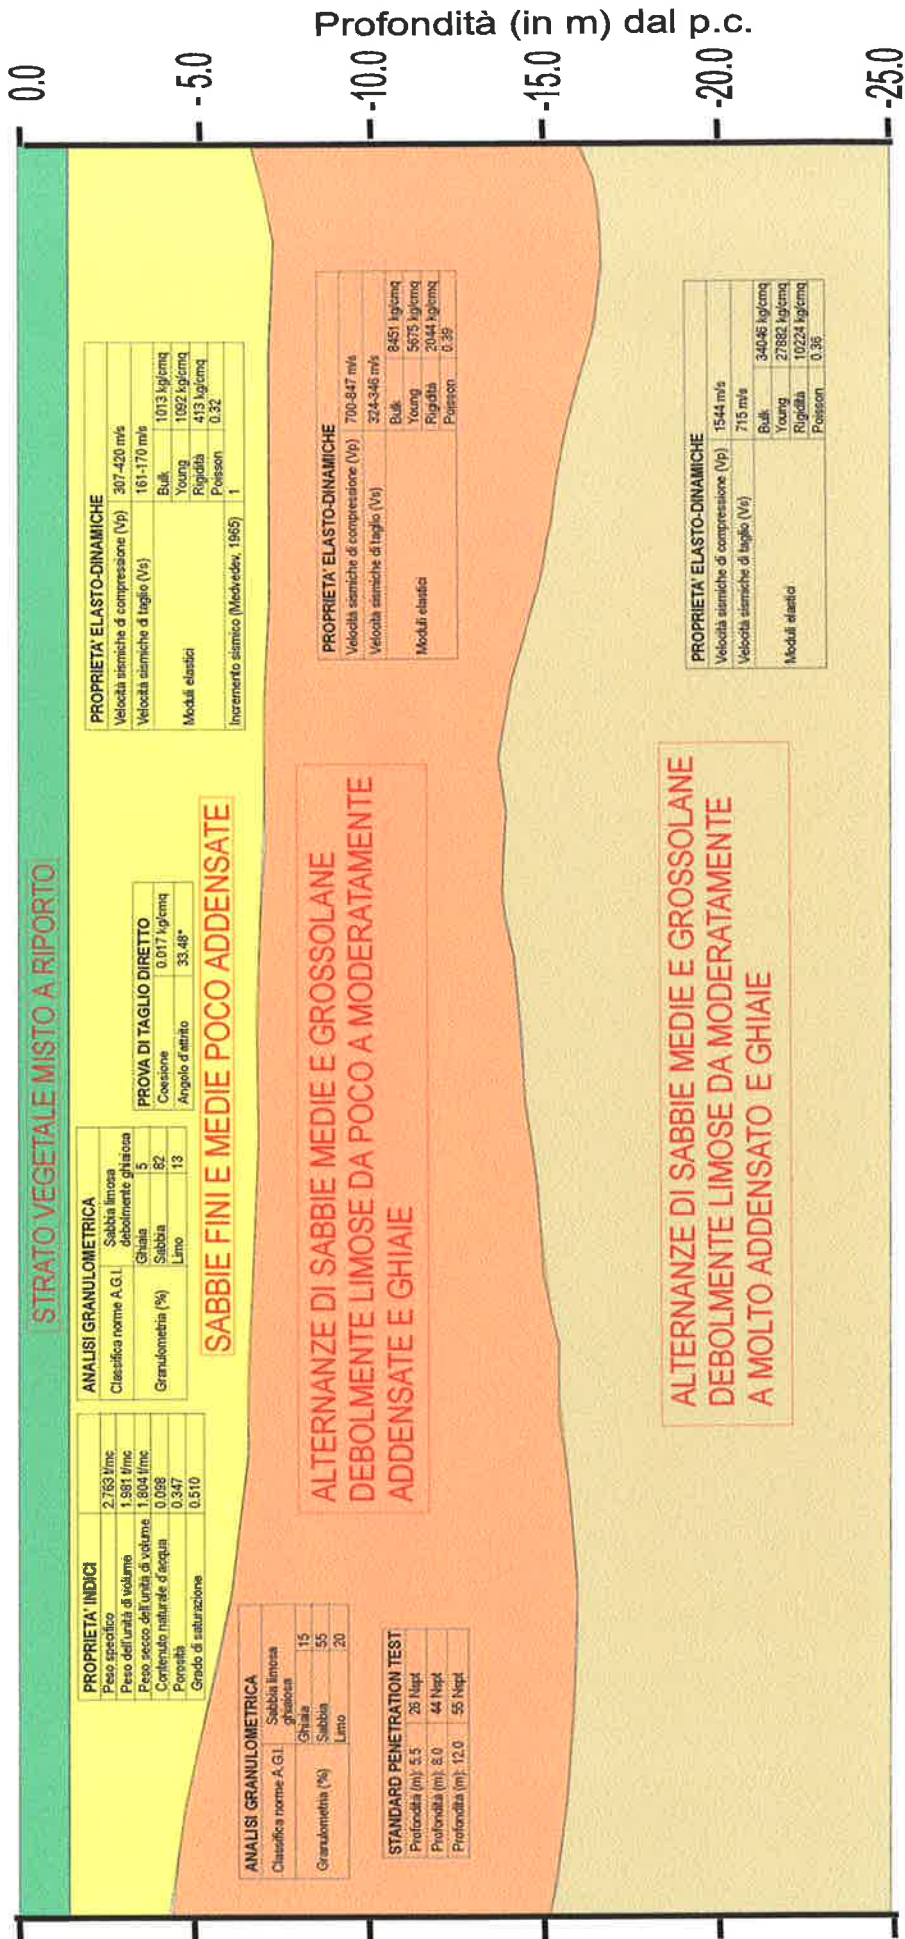 Profondità (in m) dal p.c.
0.0
- 5.0
-10.0
-15.0
-20.0
-25.0
STRATO VEGETALE MISTO A RIPORTO
PROPRIETA' INDICI
Peso specifico 2.763 t/mc
Peso dell'unità di volume 1.981 t/mc
Peso secco dell'unità di volume 1.804 t/mc
Contenuto naturale d'acqua 0.098
Porosità 0.347
Grado di saturazione 0.510
ANALISI GRANULOMETRICA
Classifica norme A.G.I. Sabbia limosa
debolmente ghiaiosa
Granulometria (%)
Ghiaia 5
Sabbia 82
Limo 13
PROVA DI TAGLIO DIRETTO
Coesione 0.017 kg/cmq
Angolo d'attrito 33.48°
SABBIE FINI E MEDIE POCO ADDENSATE
PROPRIETA' ELASTO-DINAMICHE
Velocità sismiche di compressione (Vp) 307-420 m/s
Velocità sismiche di taglio (Vs) 161-170 m/s
Moduli elastici
Bulk 1013 kg/cmq
Young 1092 kg/cmq
Rigidità 413 kg/cmq
Poisson 0.32
Incremento sismico (Medvedev, 1965) 1
ANALISI GRANULOMETRICA
Classifica norme A.G.I. Sabbia limosa
ghiaiosa
Granulometria (%)
Ghiaia 15
Sabbia 55
Limo 20
STANDARD PENETRATION TEST
Profondità (m): 5.5 26 Nspt
Profondità (m): 8.0 44 Nspt
Profondità (m): 12.0 55 Nspt
ALTERNANZE DI SABBIE MEDIE E GROSSOLANE
DEBOLMENTE LIMOSE DA POCO A MODERATAMENTE
ADDENSATE E GHIAIE
PROPRIETA' ELASTO-DINAMICHE
Velocità sismiche di compressione (Vp) 700-847 m/s
Velocità sismiche di taglio (Vs) 324-346 m/s
Moduli elastici
Bulk 8451 kg/cmq
Young 5675 kg/cmq
Rigidità 2044 kg/cmq
Poisson 0.39
ALTERNANZE DI SABBIE MEDIE E GROSSOLANE
DEBOLMENTE LIMOSE DA MODERATAMENTE
A MOLTO ADDENSATO E GHIAIE
PROPRIETA' ELASTO-DINAMICHE
Velocità sismiche di compressione (Vp) 1544 m/s
Velocità sismiche di taglio (Vs) 715 m/s
Moduli elastici
Bulk 34046 kg/cmq
Young 27882 kg/cmq
Rigidità 10224 kg/cmq
Poisson 0.36